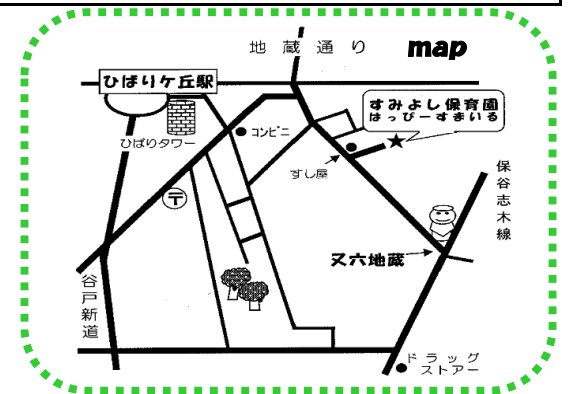 地蔵通り
map
ひばりケ丘駅
すみよし保育園
はっぴーすまいる
コンビニ
ひばりタワー
すし屋
保谷志木線
〒
又六地蔵
谷戸新道
ドラッグ
ストアー